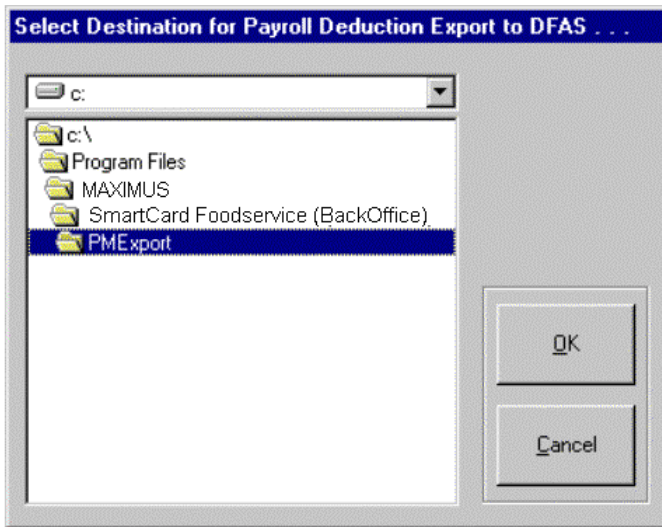 Select Destination for Payroll Deduction Export to DFAS . . .
c:
c:\
Program Files
MAXIMUS
SmartCard Foodservice (BackOffice)
PMExport
OK
Cancel